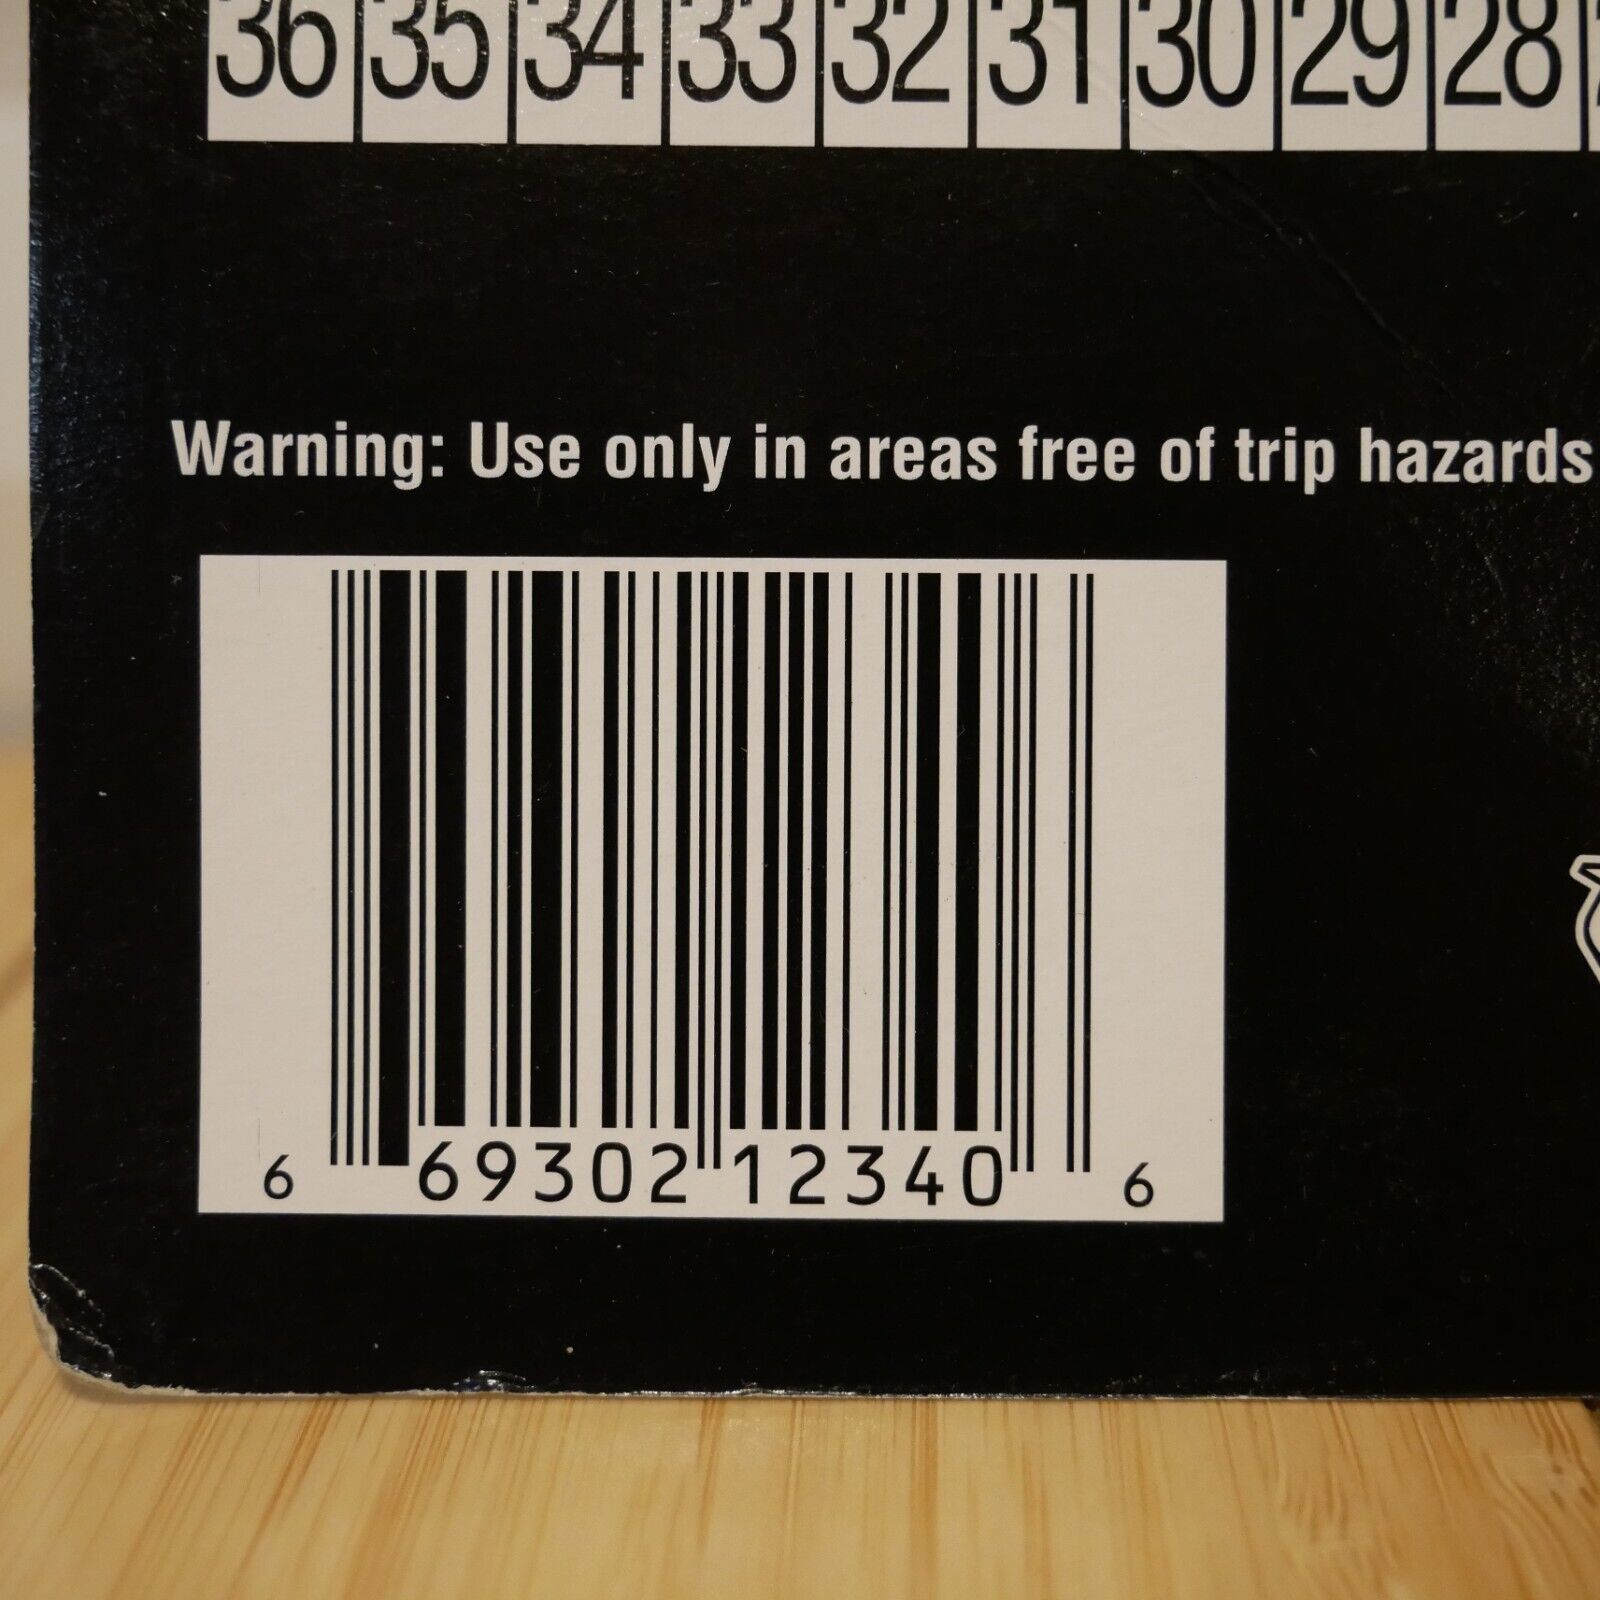 36 35 34 33 32 31 30 29 28
Warning: Use only in areas free of trip hazards
6 69302 12340 6